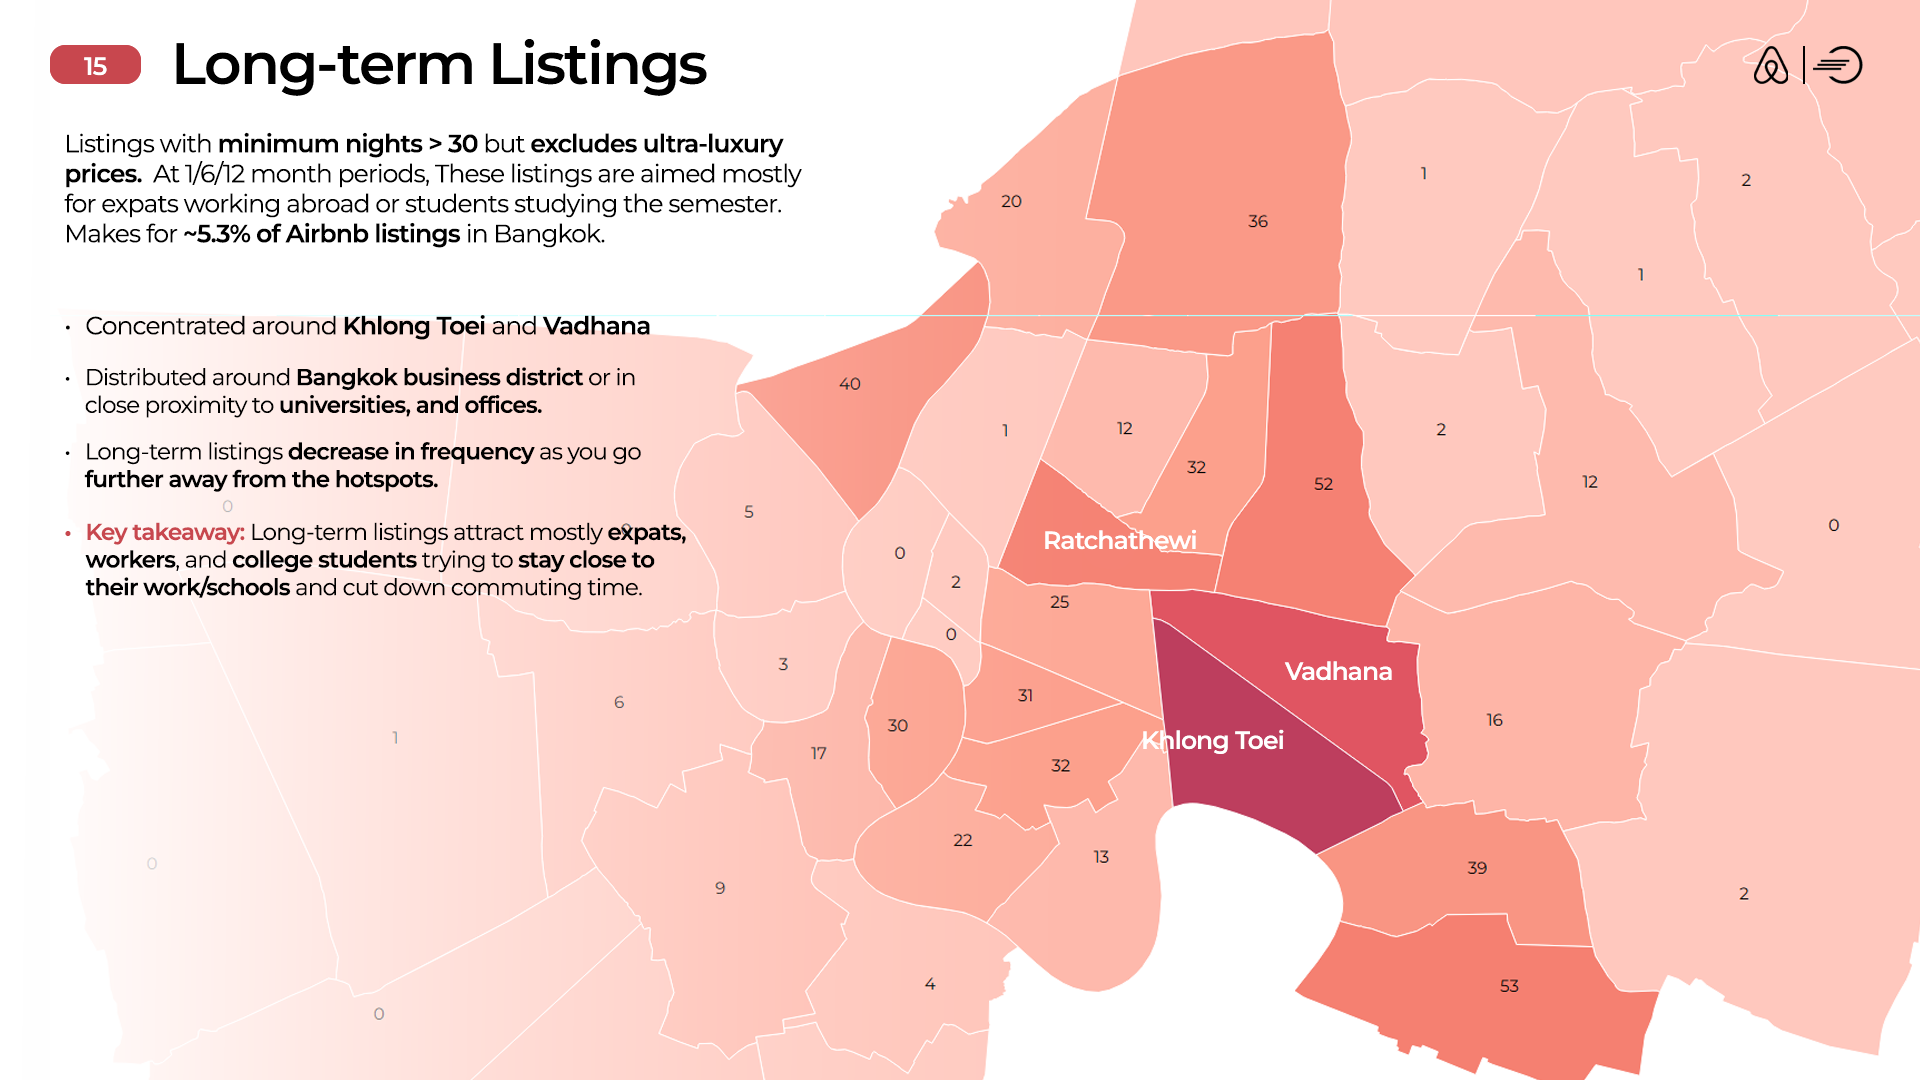 15
Long-term Listings
Listings with minimum nights > 30 but excludes ultra-luxury
prices. At 1/6/12 month periods, These listings are aimed mostly
for expats working abroad or students studying the semester.
Makes for ~5.3% of Airbnb listings in Bangkok.
• Concentrated around Khlong Toei and Vadhana
• Distributed around Bangkok business district or in
close proximity to universities, and offices.
• Long-term listings decrease in frequency as you go
further away from the hotspots.
• Key takeaway: Long-term listings attract mostly expats,
workers, and college students trying to stay close to
their work/schools and cut down commuting time.
1
2
20
36
1
40
1
12
2
32
52
12
0
5
0
Ratchathewi
0
2
25
0
3
Vadhana
31
6
16
30
1
Khlong Toei
17
32
22
13
0
39
9
2
4
53
0